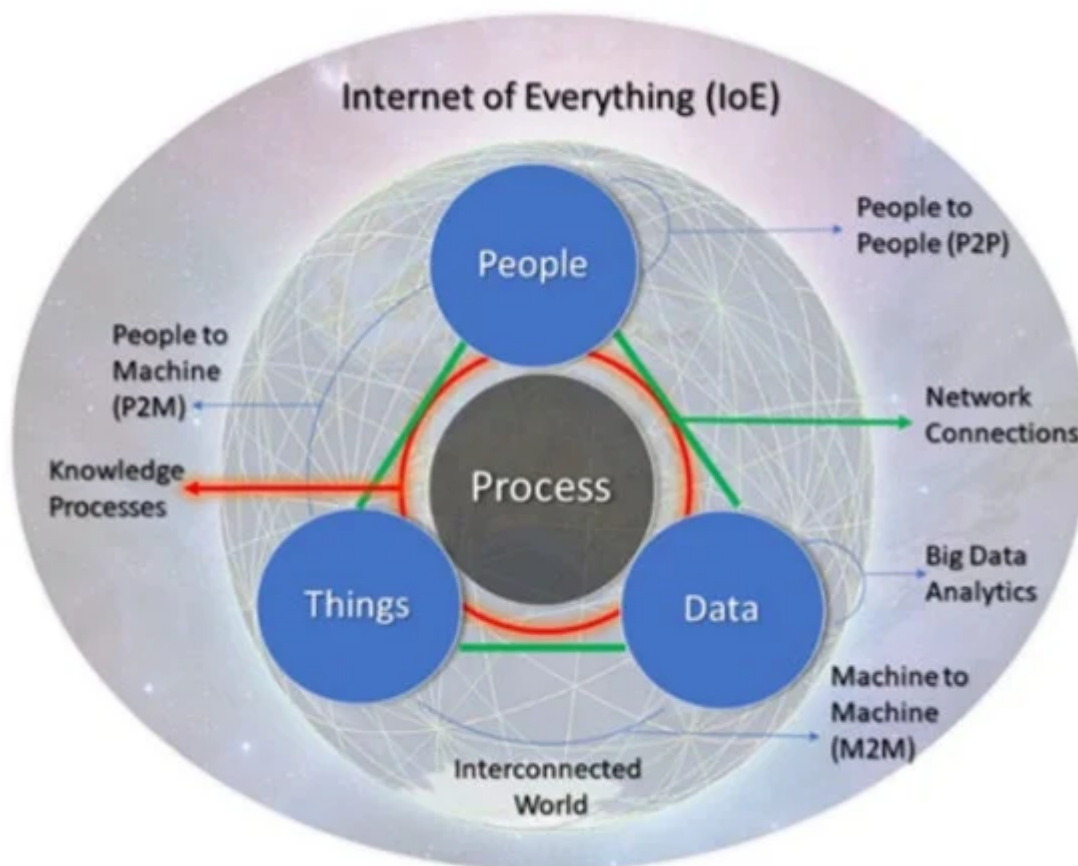 Internet of Everything (IoE)
People
People to
People (P2P)
People to
Machine
(P2M)
Network
Connections
Knowledge
Processes
Process
Big Data
Analytics
Things
Data
Machine to
Machine
(M2M)
Interconnected
World